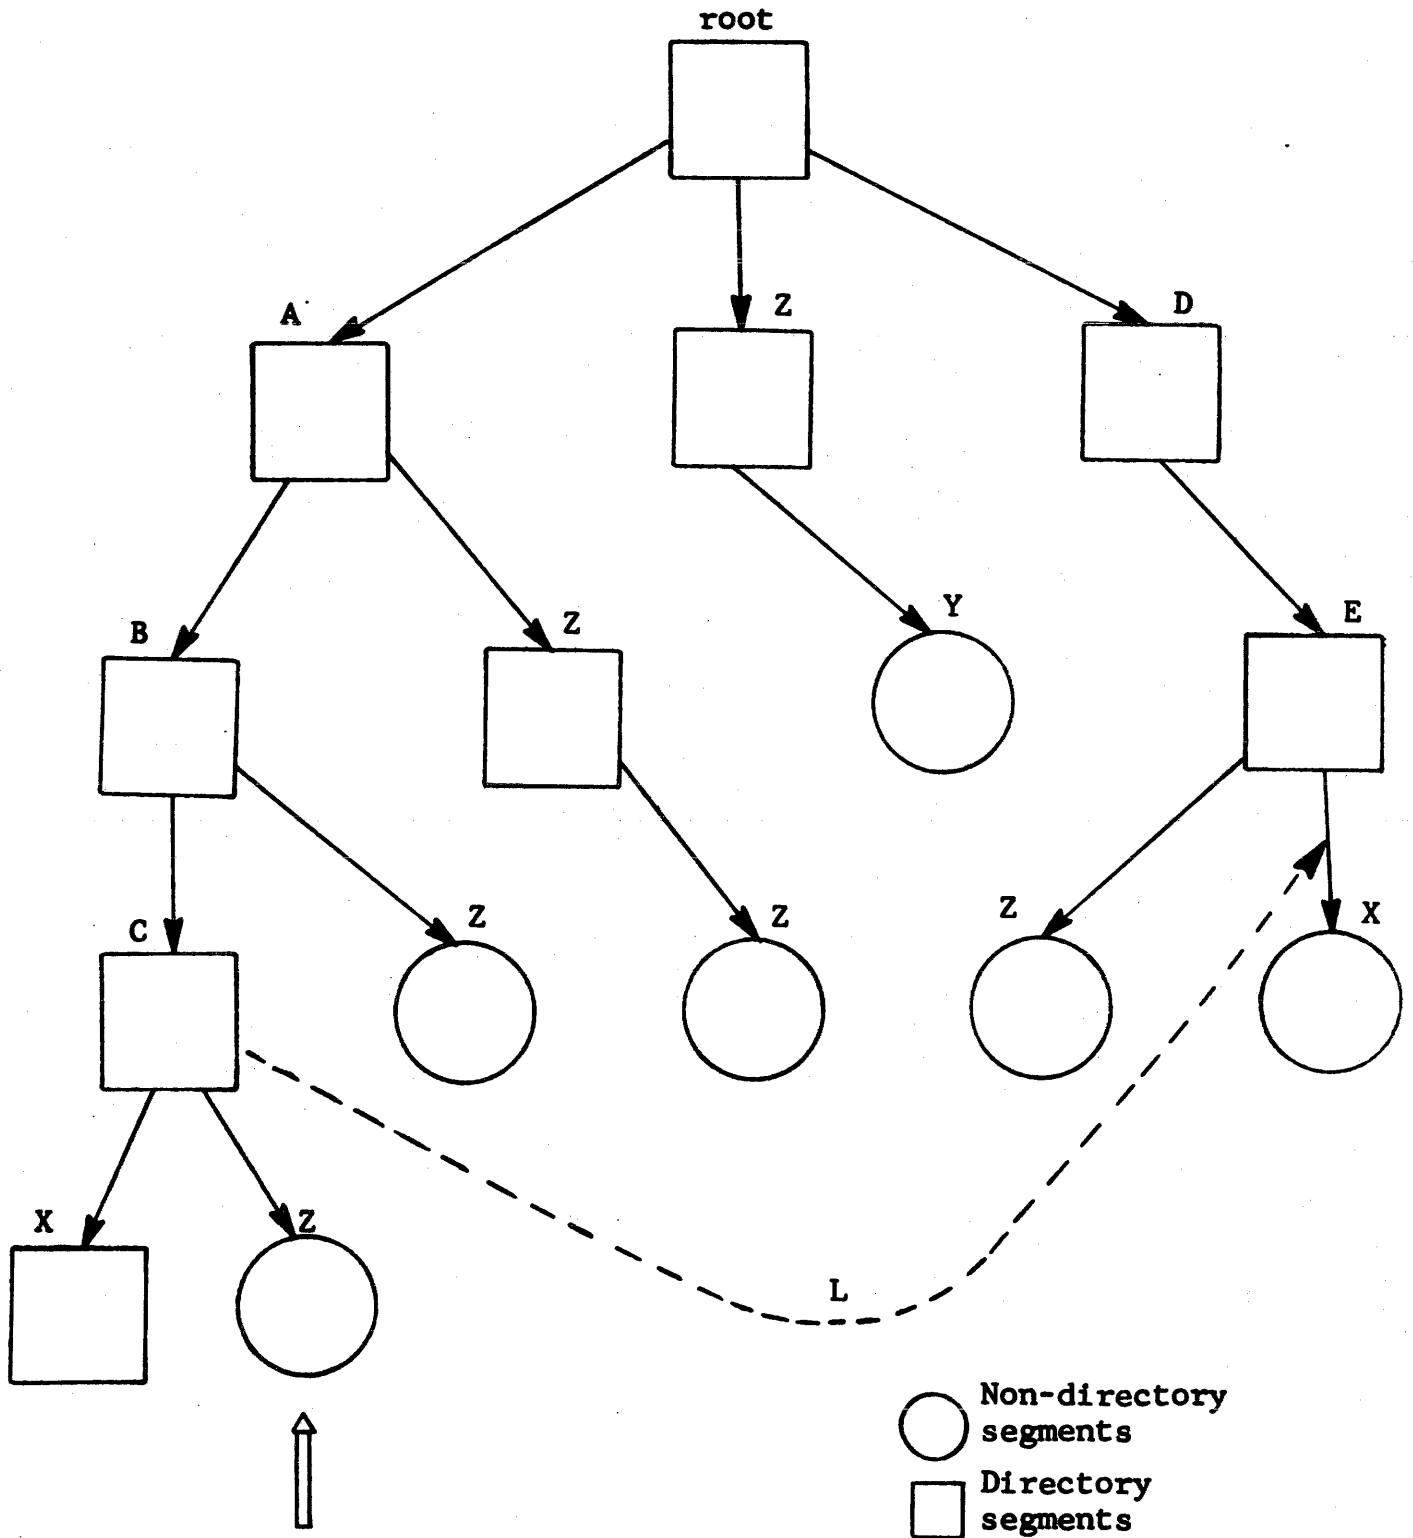 root
A
Z
D
B
Z
Y
E
C
Z
Z
Z
X
X
Z
L
Non-directory
segments
Directory
segments